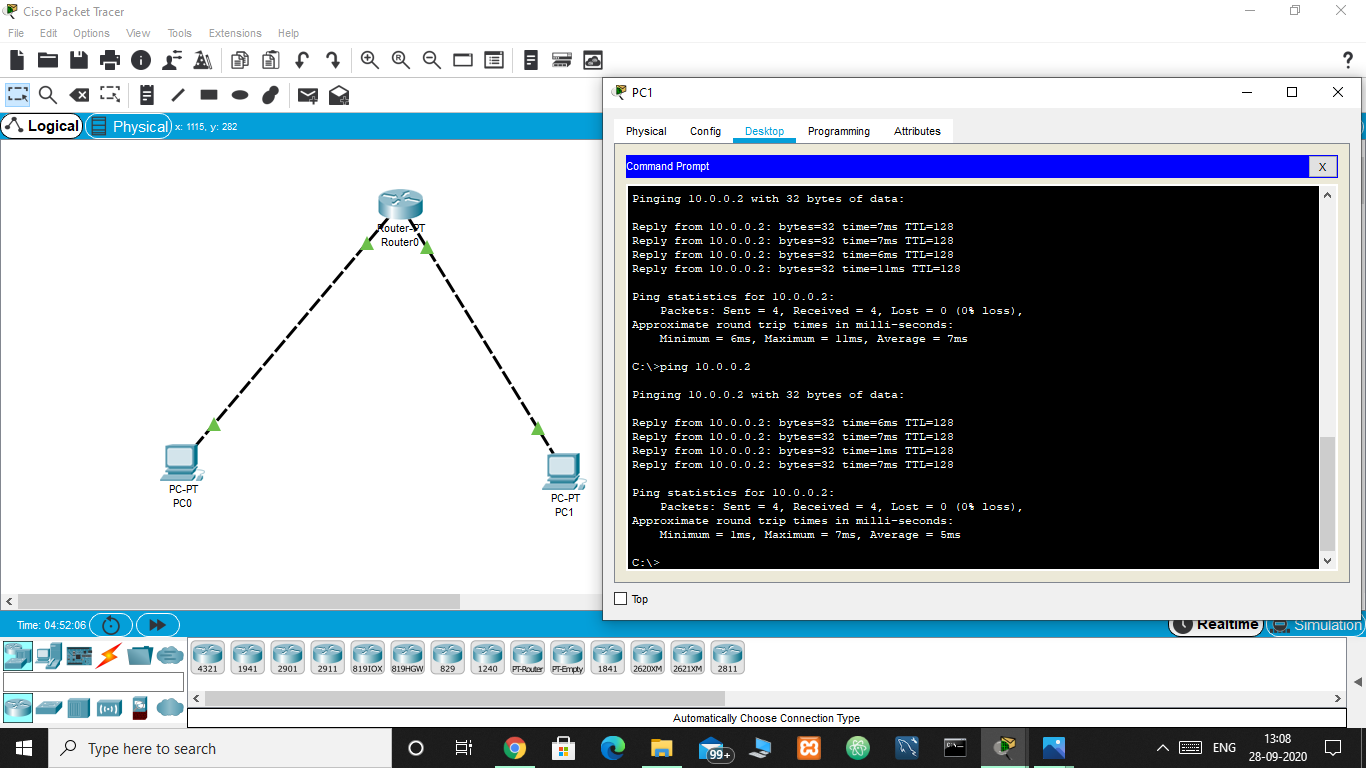 Cisco Packet Tracer
File Edit Options View Tools Extensions Help
Logical Physical x: 1115, y: 282
Router-PT
Router0
PC-PT
PC0
PC-PT
PC1
PC1
Physical Config Desktop Programming Attributes
Command Prompt X
Pinging 10.0.0.2 with 32 bytes of data:
Reply from 10.0.0.2: bytes=32 time=7ms TTL=128
Reply from 10.0.0.2: bytes=32 time=7ms TTL=128
Reply from 10.0.0.2: bytes=32 time=6ms TTL=128
Reply from 10.0.0.2: bytes=32 time=11ms TTL=128
Ping statistics for 10.0.0.2:
Packets: Sent = 4, Received = 4, Lost = 0 (0% loss),
Approximate round trip times in milli-seconds:
Minimum = 6ms, Maximum = 11ms, Average = 7ms
C:\>ping 10.0.0.2
Pinging 10.0.0.2 with 32 bytes of data:
Reply from 10.0.0.2: bytes=32 time=6ms TTL=128
Reply from 10.0.0.2: bytes=32 time=7ms TTL=128
Reply from 10.0.0.2: bytes=32 time=1ms TTL=128
Reply from 10.0.0.2: bytes=32 time=7ms TTL=128
Ping statistics for 10.0.0.2:
Packets: Sent = 4, Received = 4, Lost = 0 (0% loss),
Approximate round trip times in milli-seconds:
Minimum = 1ms, Maximum = 7ms, Average = 5ms
C:\>
Top
Time: 04:52:06
Realtime Simulation
4321 1941 2901 2911 819IOX 819HGW 829 1240 PT-Router PT-Empty 1841 2620XM 2621XM 2811
Automatically Choose Connection Type
Type here to search
99+
ENG
13:08
28-09-2020